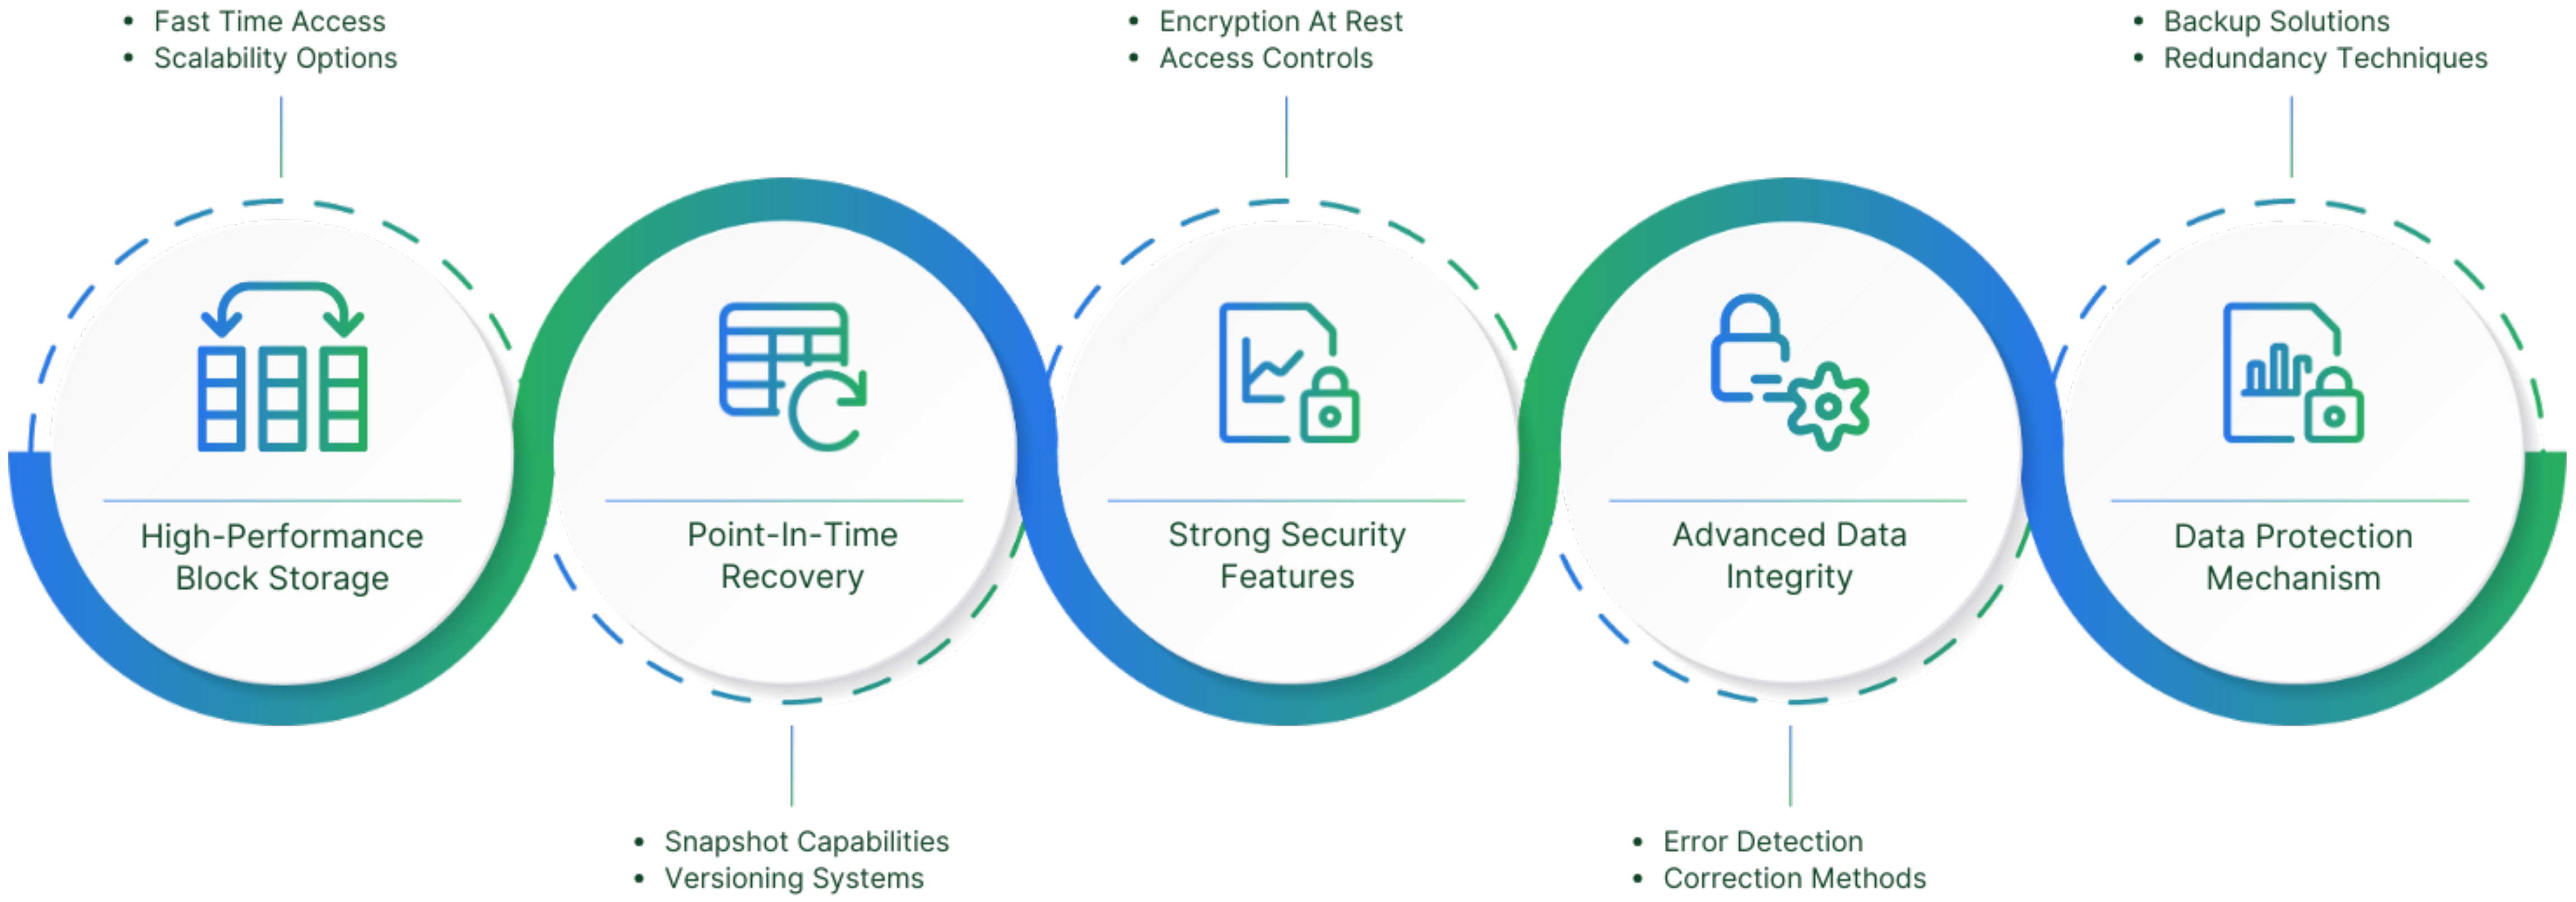 • Fast Time Access
• Scalability Options
High-Performance
Block Storage
Point-In-Time
Recovery
• Snapshot Capabilities
• Versioning Systems
• Encryption At Rest
• Access Controls
Strong Security
Features
Advanced Data
Integrity
• Error Detection
• Correction Methods
• Backup Solutions
• Redundancy Techniques
Data Protection
Mechanism